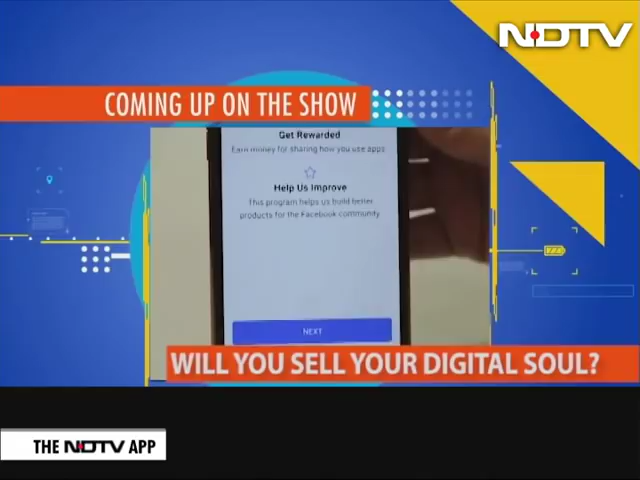 NDTV
COMING UP ON THE SHOW
Get Rewarded
Earn money for sharing how you use apps
Help Us Improve
This program helps us build better
products for the Facebook community
NEXT
WILL YOU SELL YOUR DIGITAL SOUL?
THE NDTV APP